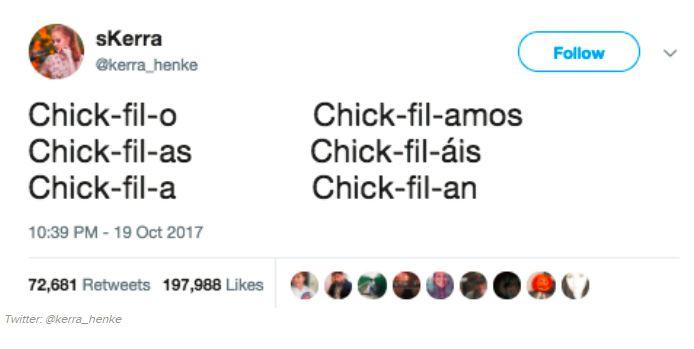 sKerra
@kerra_henke
Follow
Chick-fil-o Chick-fil-amos
Chick-fil-as Chick-fil-áis
Chick-fil-a Chick-fil-an
10:39 PM - 19 Oct 2017
72,681 Retweets 197,988 Likes
Twitter: @kerra_henke